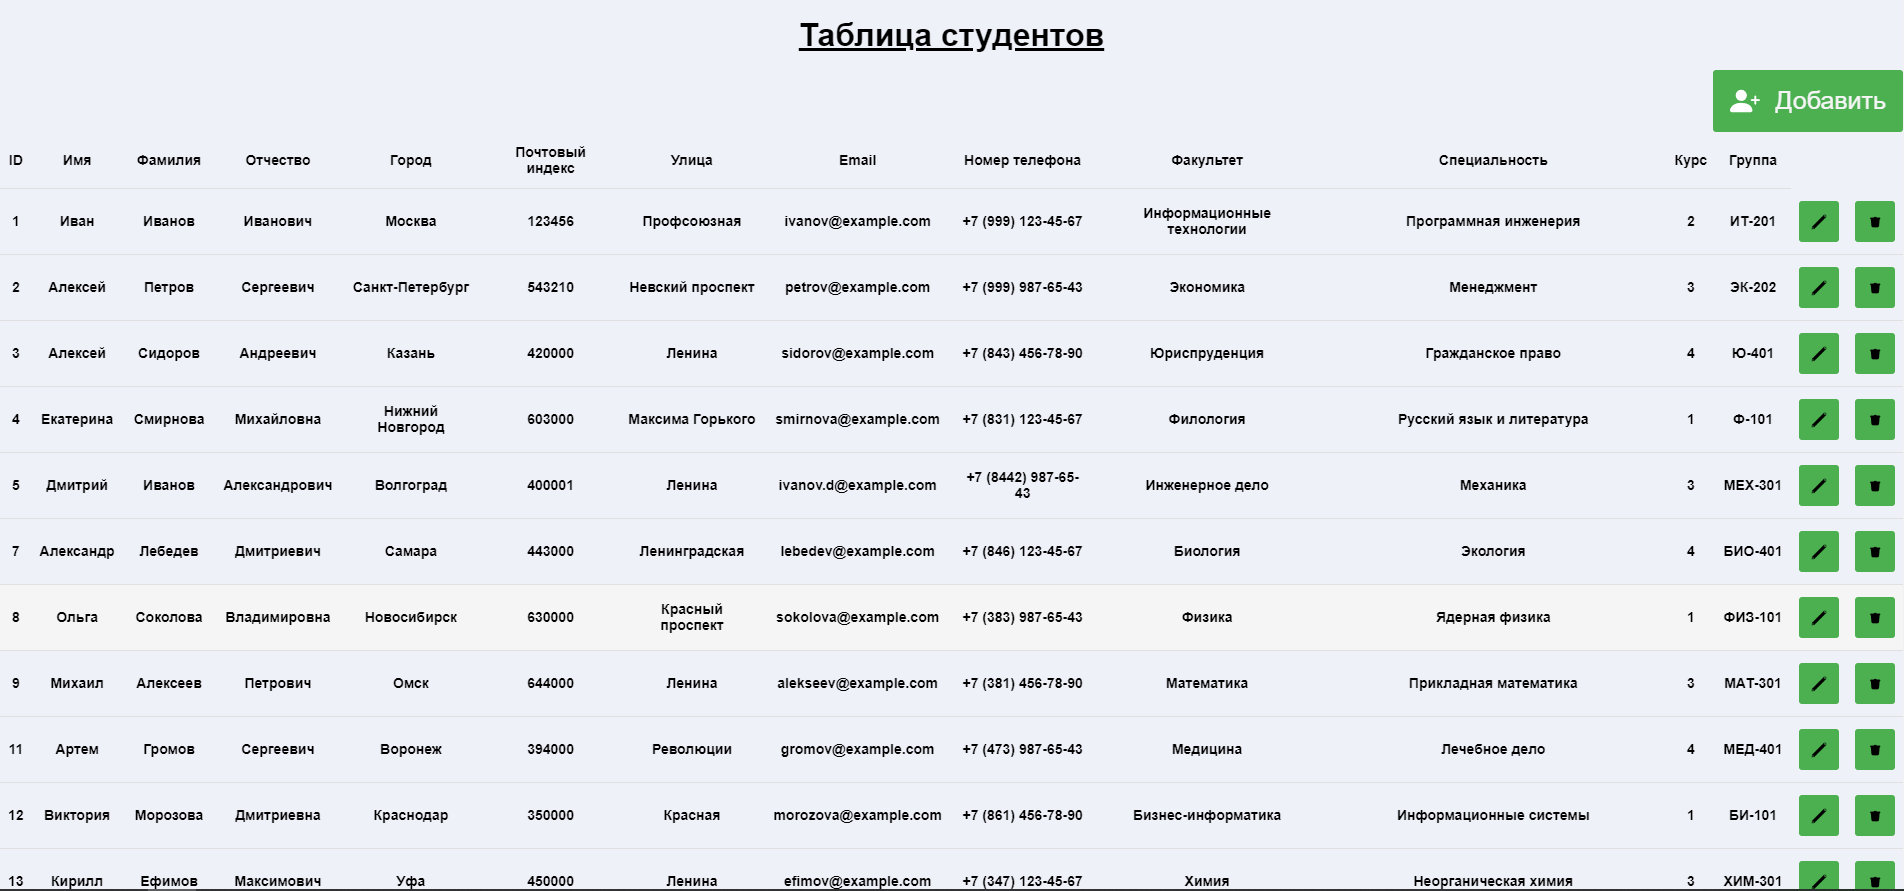 Таблица студентов
Добавить
ID Имя Фамилия Отчество Город Почтовый индекс Улица Email Номер телефона Факультет Специальность Курс Группа
1 Иван Иванов Иванович Москва 123456 Профсоюзная ivanov@example.com +7 (999) 123-45-67 Информационные технологии Программная инженерия 2 ИТ-201
2 Алексей Петров Сергеевич Санкт-Петербург 543210 Невский проспект petrov@example.com +7 (999) 987-65-43 Экономика Менеджмент 3 ЭК-202
3 Алексей Сидоров Андреевич Казань 420000 Ленина sidorov@example.com +7 (843) 456-78-90 Юриспруденция Гражданское право 4 Ю-401
4 Екатерина Смирнова Михайловна Нижний Новгород 603000 Максима Горького smirnova@example.com +7 (831) 123-45-67 Филология Русский язык и литература 1 Ф-101
5 Дмитрий Иванов Александрович Волгоград 400001 Ленина ivanov.d@example.com +7 (8442) 987-65-43 Инженерное дело Механика 3 МЕХ-301
7 Александр Лебедев Дмитриевич Самара 443000 Ленинградская lebedev@example.com +7 (846) 123-45-67 Биология Экология 4 БИО-401
8 Ольга Соколова Владимировна Новосибирск 630000 Красный проспект sokolova@example.com +7 (383) 987-65-43 Физика Ядерная физика 1 ФИЗ-101
9 Михаил Алексеев Петрович Омск 644000 Ленина alekseev@example.com +7 (381) 456-78-90 Математика Прикладная математика 3 МАТ-301
11 Артем Громов Сергеевич Воронеж 394000 Революции gromov@example.com +7 (473) 987-65-43 Медицина Лечебное дело 4 МЕД-401
12 Виктория Морозова Дмитриевна Краснодар 350000 Красная morozova@example.com +7 (861) 456-78-90 Бизнес-информатика Информационные системы 1 БИ-101
13 Кирилл Ефимов Максимович Уфа 450000 Ленина efimov@example.com +7 (347) 123-45-67 Химия Неорганическая химия 3 ХИМ-301